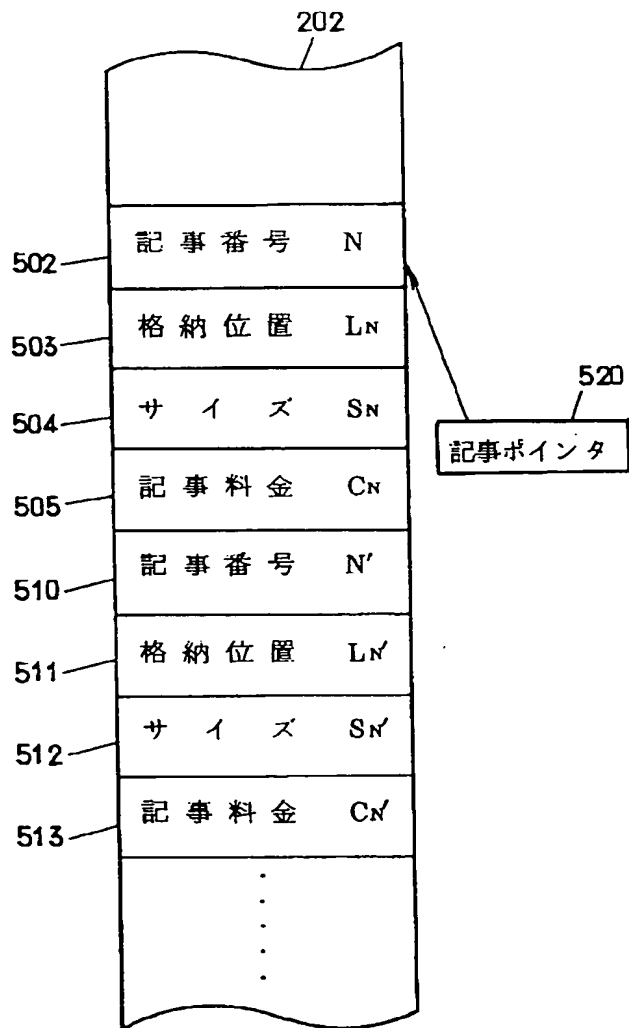 202
502 記事番号 N
503 格納位置 LN
504 サイズ SN
520
記事ポインタ
505 記事料金 CN
510 記事番号 N′
511 格納位置 LN′
512 サイズ SN′
513 記事料金 CN′